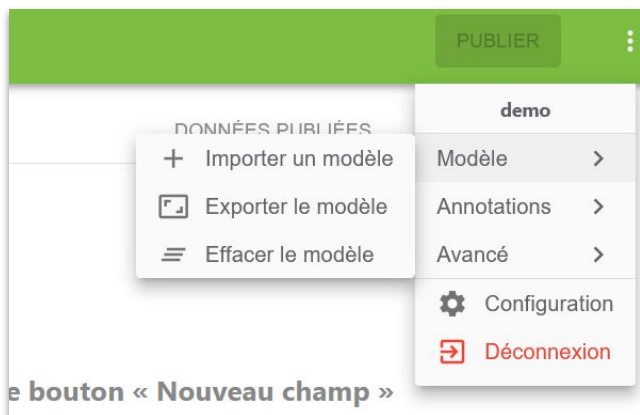 PUBLIER
demo
DONNÉES PUBLIÉES
Importer un modèle
Exporter le modèle
Effacer le modèle
Modèle
Annotations
Avancé
Configuration
Déconnexion
e bouton « Nouveau champ »